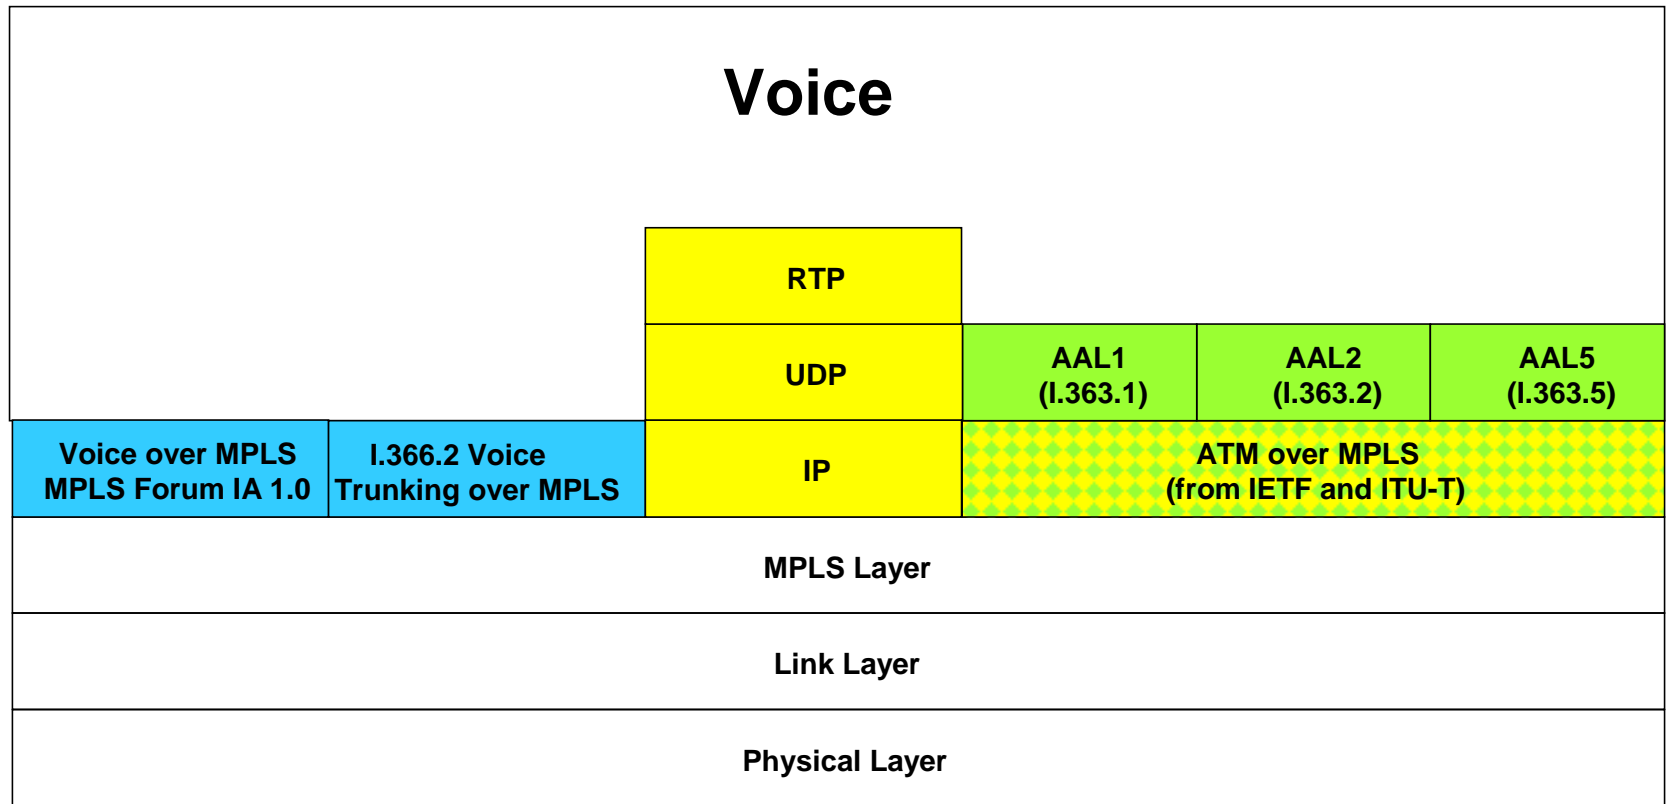 Voice
RTP
UDP
AAL1
(I.363.1)
AAL2
(I.363.2)
AAL5
(I.363.5)
Voice over MPLS
MPLS Forum IA 1.0
I.366.2 Voice
Trunking over MPLS
IP
ATM over MPLS
(from IETF and ITU-T)
MPLS Layer
Link Layer
Physical Layer